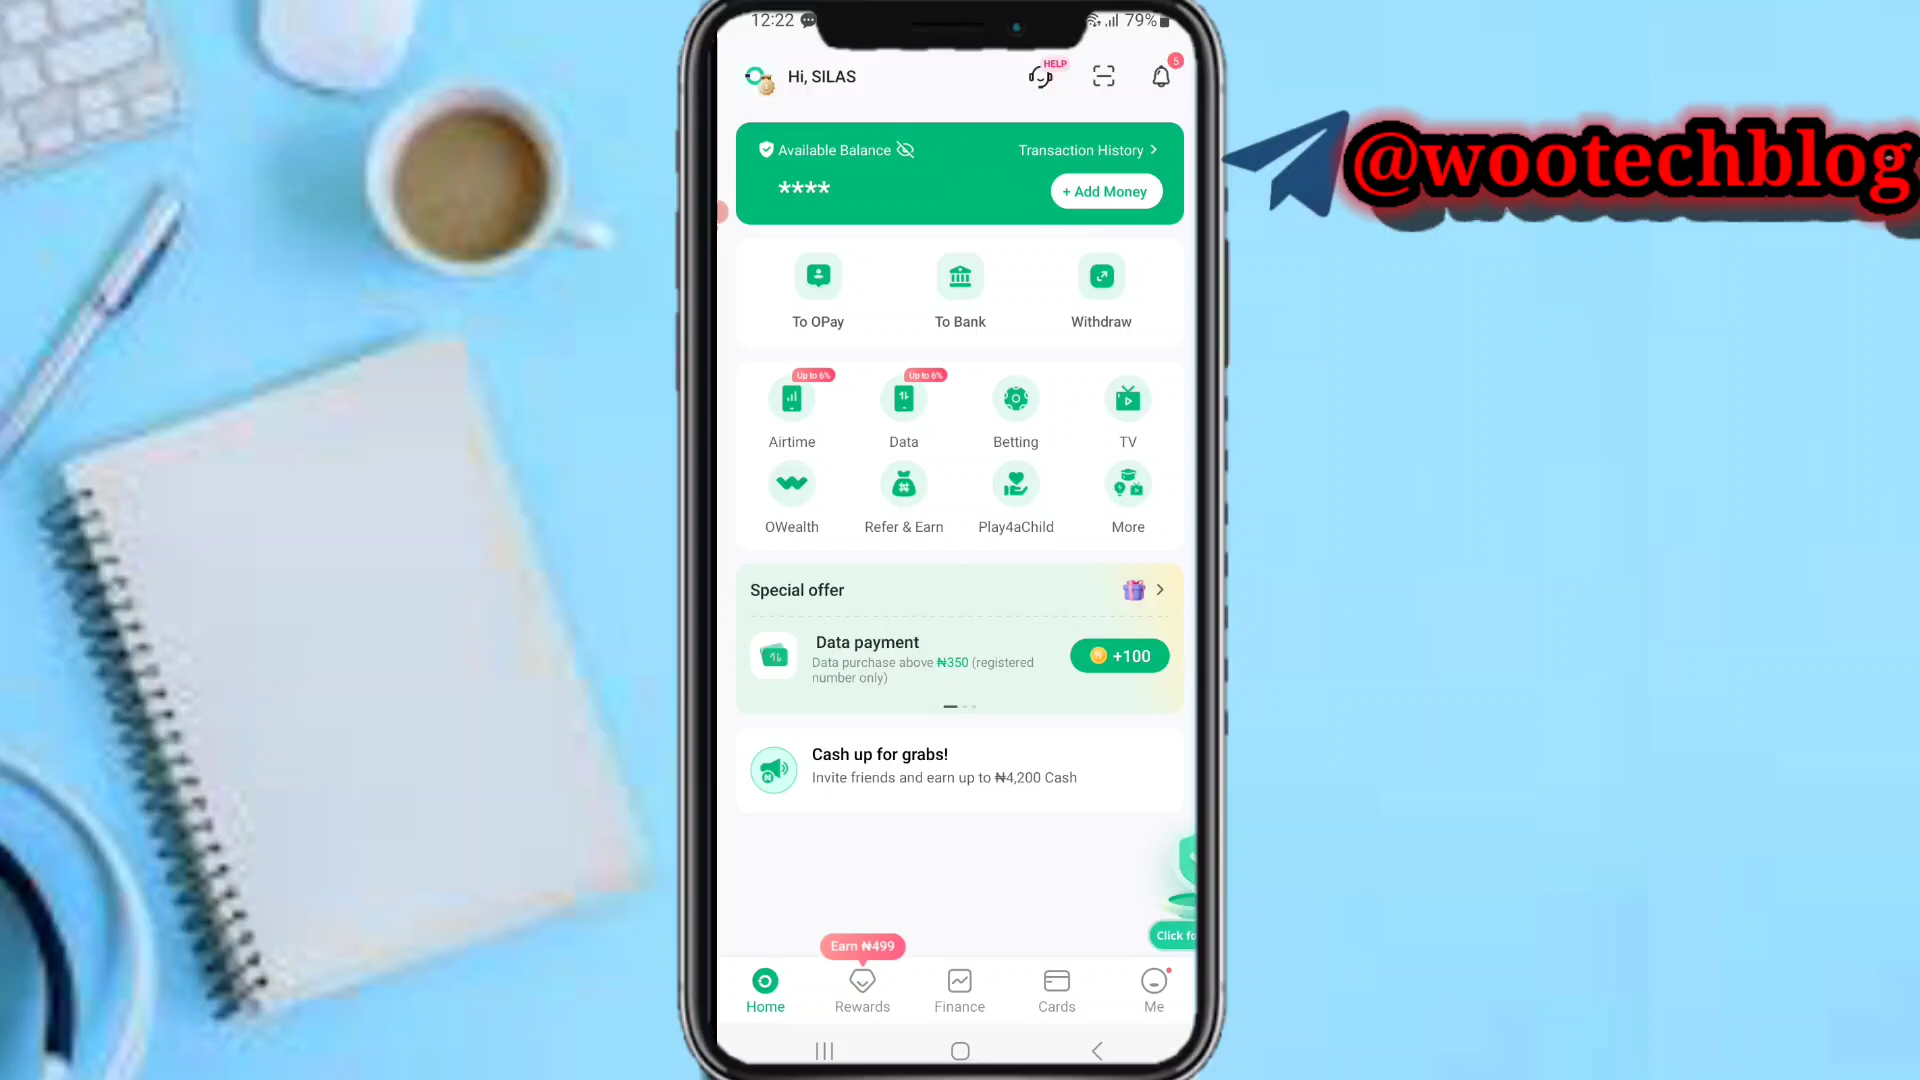 12:22
79%
Hi, SILAS
HELP
5
Available Balance
Transaction History
****
+ Add Money
To OPay
To Bank
Withdraw
Up to 6%
Up to 6%
Airtime
Data
Betting
TV
OWealth
Refer & Earn
Play4aChild
More
Special offer
Data payment
Data purchase above ₦350 (registered
number only)
+100
Cash up for grabs!
Invite friends and earn up to ₦4,200 Cash
Click fo
Earn ₦499
Home
Rewards
Finance
Cards
Me
@wootechblog